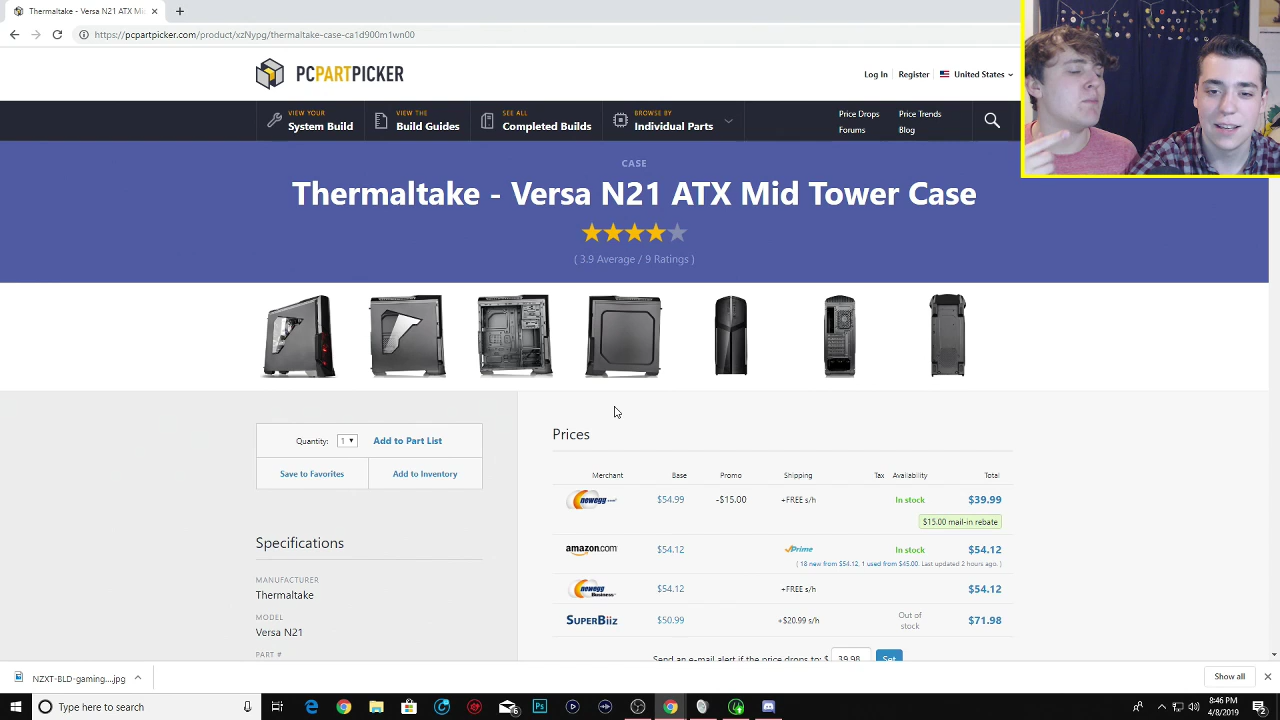 Thermaltake - Versa N21 ATX Mi
https://pcpartpicker.com/product/xzNypg/thermaltake-case-ca1d900m1wn00
PCPARTPICKER
Log In Register United States
VIEW YOUR
System Build
VIEW THE
Build Guides
SEE ALL
Completed Builds
BROWSE BY
Individual Parts
Price Drops Price Trends
Forums Blog
CASE
Thermaltake - Versa N21 ATX Mid Tower Case
( 3.9 Average / 9 Ratings )
Quantity: 1 Add to Part List
Save to Favorites Add to Inventory
Specifications
MANUFACTURER
Thermaltake
MODEL
Versa N21
PART #
Prices
Merchant Base Promo Shipping Tax Availability Total
newegg.com $54.99 -$15.00 +FREE s/h In stock $39.99
$15.00 mail-in rebate
amazon.com $54.12 Prime In stock $54.12
( 18 new from $54.12, 1 used from $45.00. Last updated 2 hours ago. )
newegg Business $54.12 +FREE s/h $54.12
SUPERBiiz $50.99 +$20.99 s/h Out of stock $71.98
Send an e-mail alert if the price drops to: $ 39.98 Set
NZXT-BLD-gaming....jpg
Show all
Type here to search
8:46 PM
4/8/2019